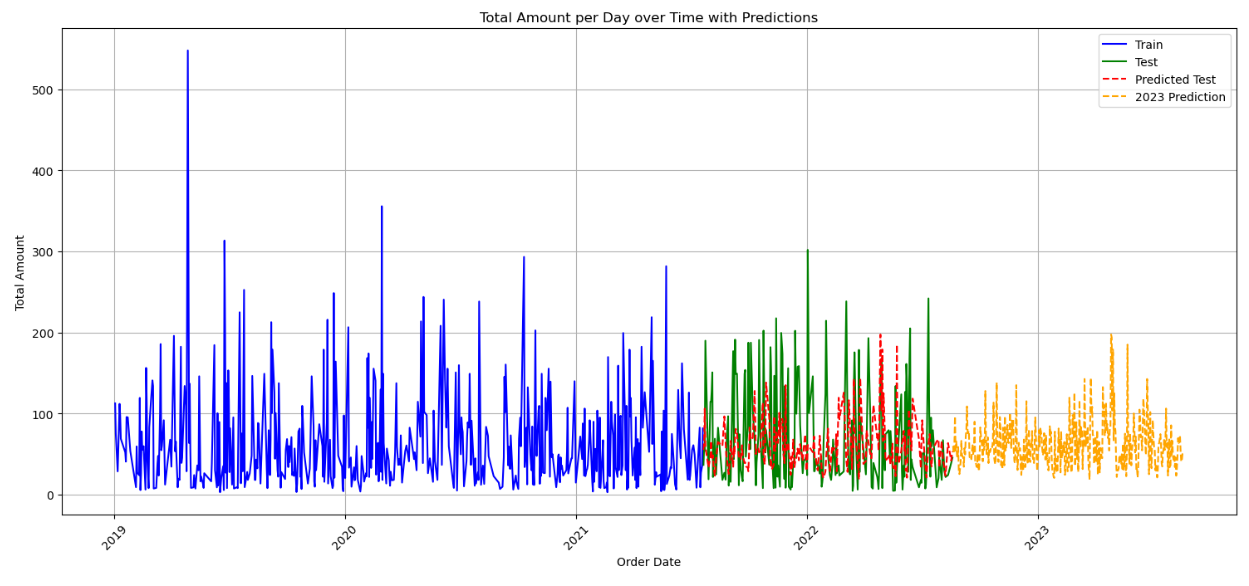 Total Amount per Day over Time with Predictions
Train
Test
Predicted Test
2023 Prediction
Total Amount
500
400
300
200
100
0
2019
2020
2021
2022
2023
Order Date